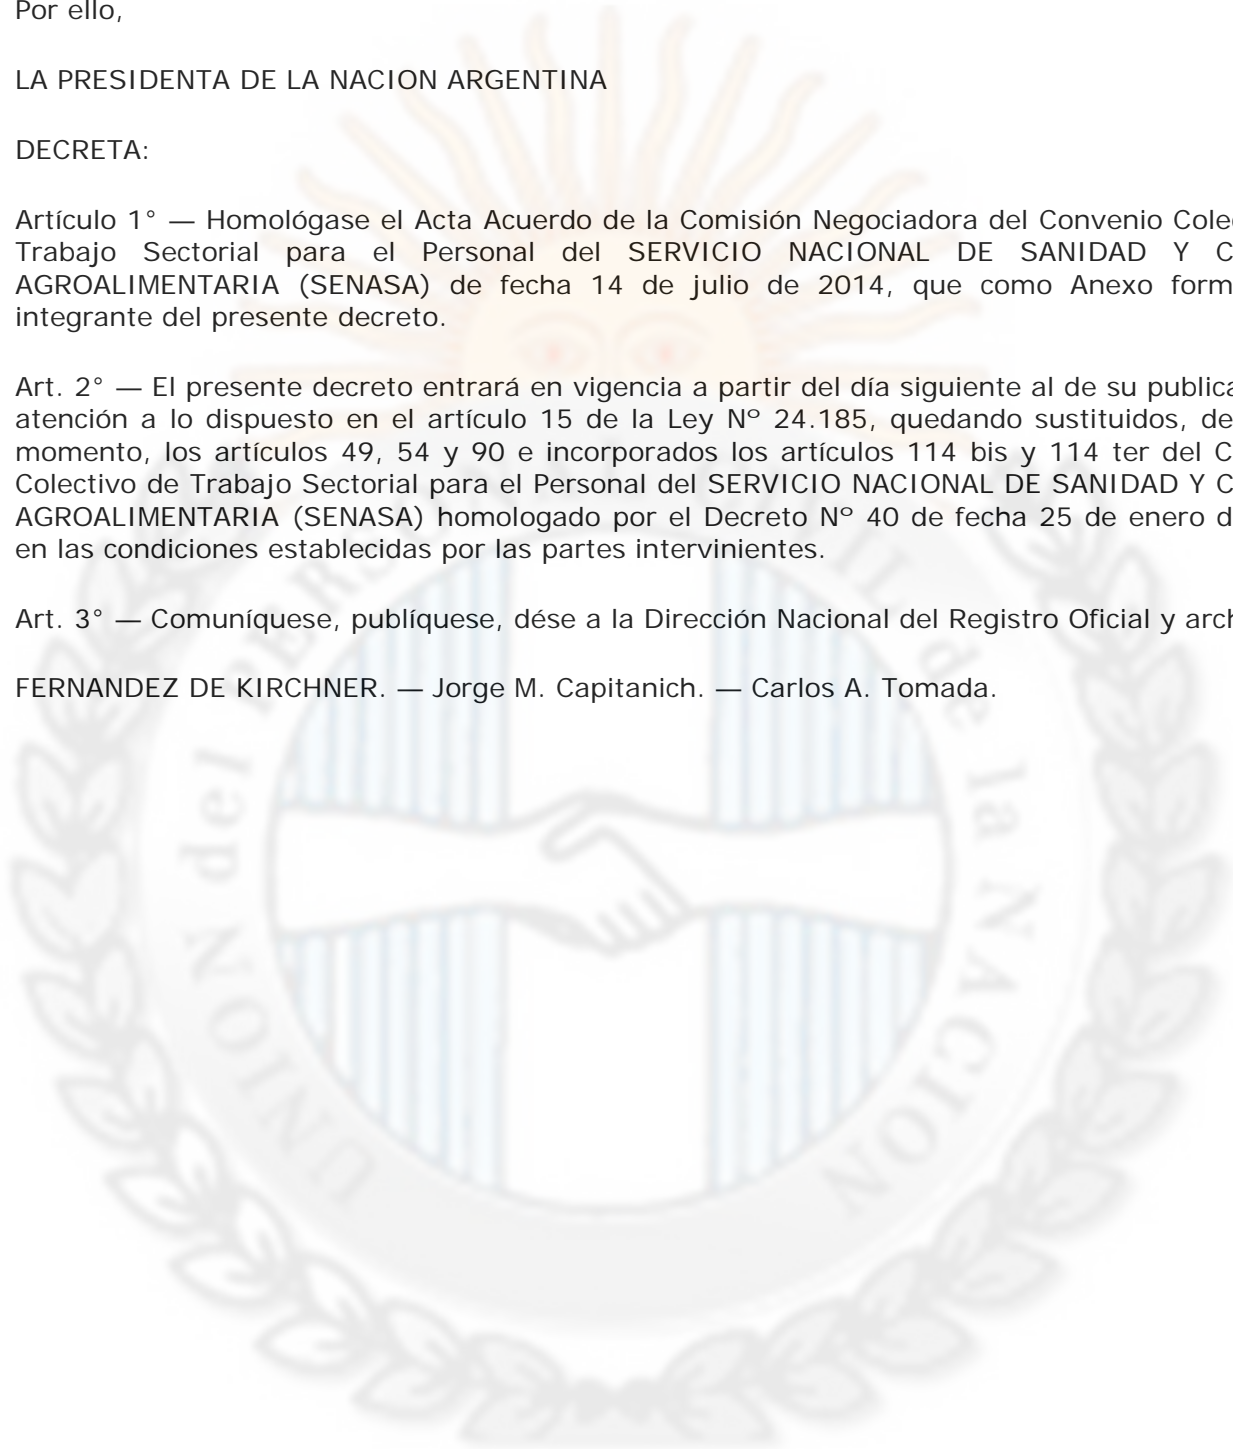 Por ello,
LA PRESIDENTA DE LA NACION ARGENTINA
DECRETA:
Artículo 1° — Homológase el Acta Acuerdo de la Comisión Negociadora del Convenio
Trabajo Sectorial para el Personal del SERVICIO NACIONAL DE SANIDAD Y
AGROALIMENTARIA (SENASA) de fecha 14 de julio de 2014, que como Anexo
integrante del presente decreto.
Art. 2° — El presente decreto entrará en vigencia a partir del día siguiente al de su
atención a lo dispuesto en el artículo 15 de la Ley Nº 24.185, quedando sustituidos,
momento, los artículos 49, 54 y 90 e incorporados los artículos 114 bis y 114 ter del
Colectivo de Trabajo Sectorial para el Personal del SERVICIO NACIONAL DE SANIDAD Y
AGROALIMENTARIA (SENASA) homologado por el Decreto Nº 40 de fecha 25 de enero
en las condiciones establecidas por las partes intervinientes.
Art. 3° — Comuníquese, publíquese, dése a la Dirección Nacional del Registro Oficial y
FERNANDEZ DE KIRCHNER. — Jorge M. Capitanich. — Carlos A. Tomada.
UNION del PERSONAL CIVIL de la NACION